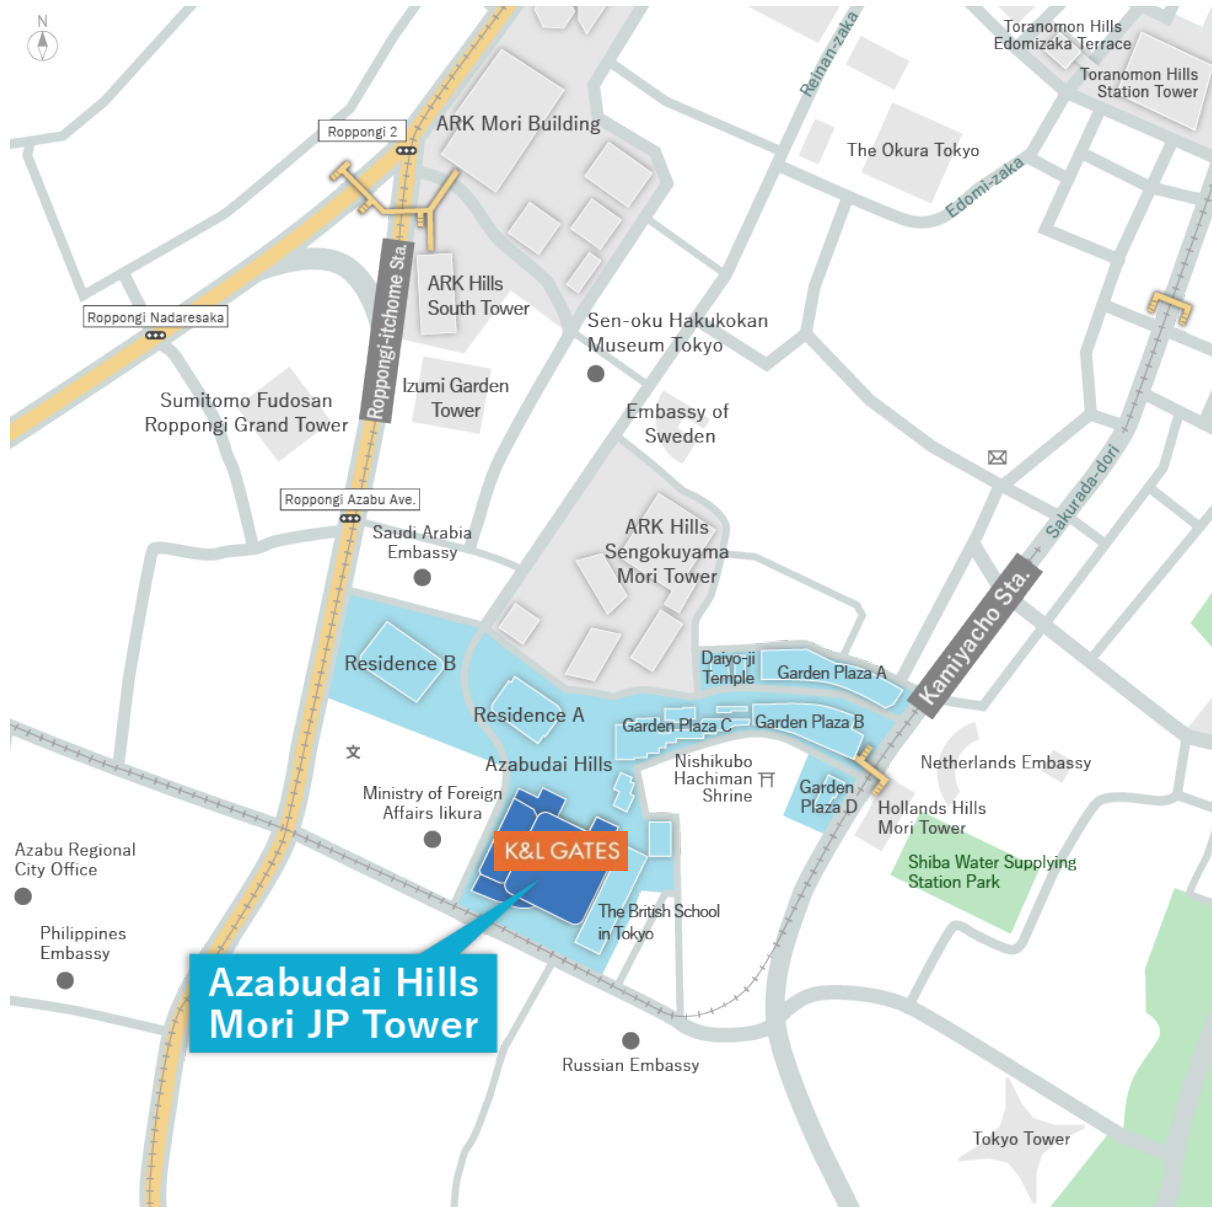 N
Toranomon Hills
Edomizaka Terrace
Toranomon Hills
Station Tower
Reinan-zaka
ARK Mori Building
Roppongi 2
The Okura Tokyo
Edomi-zaka
Roppongi-itchome Sta.
ARK Hills
South Tower
Roppongi Nadaresaka
Sen-oku Hakukokan
Museum Tokyo
Izumi Garden
Tower
Sumitomo Fudosan
Roppongi Grand Tower
Embassy of
Sweden
Sakurada-dori
Roppongi Azabu Ave.
Saudi Arabia
Embassy
ARK Hills
Sengokuyama
Mori Tower
Kamiyacho Sta.
Residence B
Daiyo-ji
Temple
Garden Plaza A
Residence A
Garden Plaza C
Garden Plaza B
文
Azabudai Hills
Nishikubo
Hachiman
Shrine
Netherlands Embassy
Garden
Plaza D
Ministry of Foreign
Affairs Iikura
Hollands Hills
Mori Tower
K&L GATES
Azabu Regional
City Office
Shiba Water Supplying
Station Park
The British School
in Tokyo
Philippines
Embassy
Azabudai Hills
Mori JP Tower
Russian Embassy
Tokyo Tower